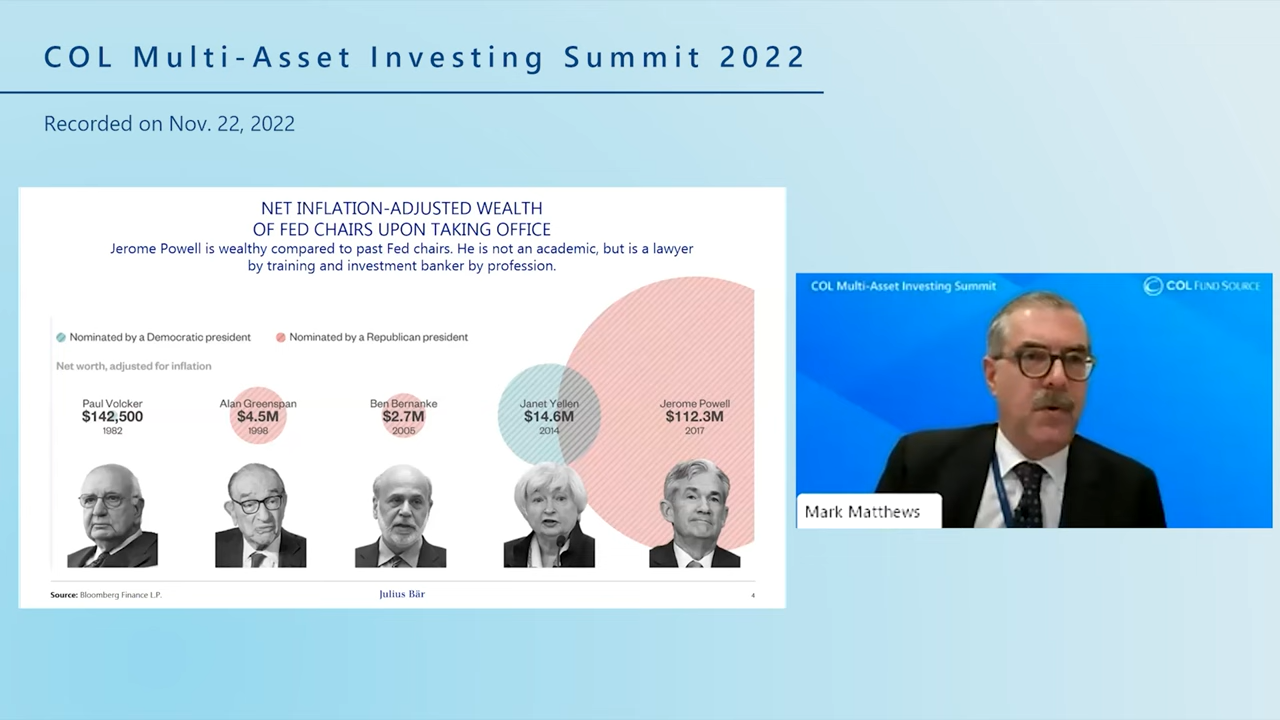 COL Multi-Asset Investing Summit 2022
Recorded on Nov. 22, 2022
NET INFLATION-ADJUSTED WEALTH
OF FED CHAIRS UPON TAKING OFFICE
Jerome Powell is wealthy compared to past Fed chairs. He is not an academic, but is a lawyer
by training and investment banker by profession.
Nominated by a Democratic president
Nominated by a Republican president
Net worth, adjusted for inflation
Paul Volcker
$142,500
1982
Alan Greenspan
$4.5M
1998
Ben Bernanke
$2.7M
2005
Janet Yellen
$14.6M
2014
Jerome Powell
$112.3M
2017
Source: Bloomberg Finance L.P.
Julius Bär
4
COL Multi-Asset Investing Summit
COL FUND SOURCE
Mark Matthews